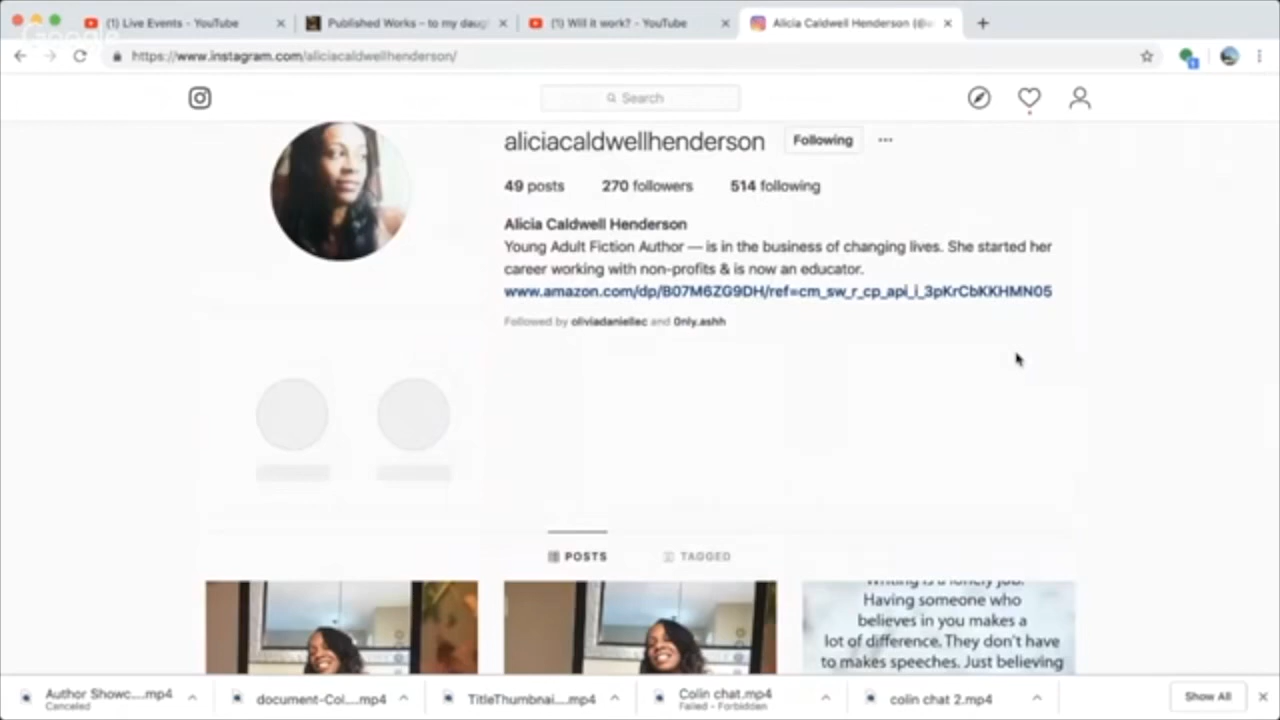 (1) Live Events - YouTube
Published Works – to my daug
(1) Will it work? - YouTube
Alicia Caldwell Henderson (@
Google
https://www.instagram.com/aliciacaldwellhenderson/
Search
aliciacaldwellhenderson
Following
49 posts
270 followers
514 following
Alicia Caldwell Henderson
Young Adult Fiction Author — is in the business of changing lives. She started her
career working with non-profits & is now an educator.
www.amazon.com/dp/B07M6ZG9DH/ref=cm_sw_r_cp_api_i_3pKrCbKKHMN05
Followed by oliviadaniellec and 0nly.ashh
POSTS
TAGGED
Writing is a lonely job.
Having someone who
believes in you makes a
lot of difference. They don't have
to makes speeches. Just believing
Author Showc....mp4
Canceled
document-Col....mp4
TitleThumbnai....mp4
Colin chat.mp4
Failed - Forbidden
colin chat 2.mp4
Show All